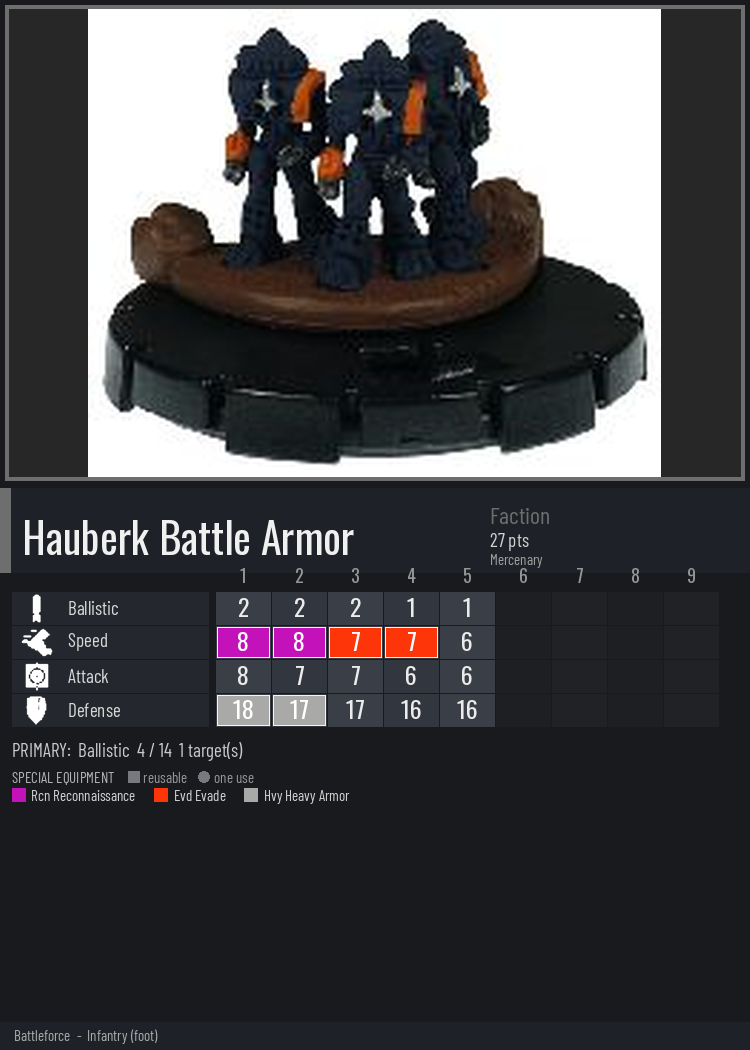 Hauberk Battle Armor
Faction
27 pts
Mercenary
1 2 3 4 5 6 7 8 9
Ballistic 2 2 2 1 1
Speed 8 8 7 7 6
Attack 8 7 7 6 6
Defense 18 17 17 16 16
PRIMARY: Ballistic 4 / 14 1 target(s)
SPECIAL EQUIPMENT reusable one use
Rcn Reconnaissance Evd Evade Hvy Heavy Armor
Battleforce - Infantry (foot)